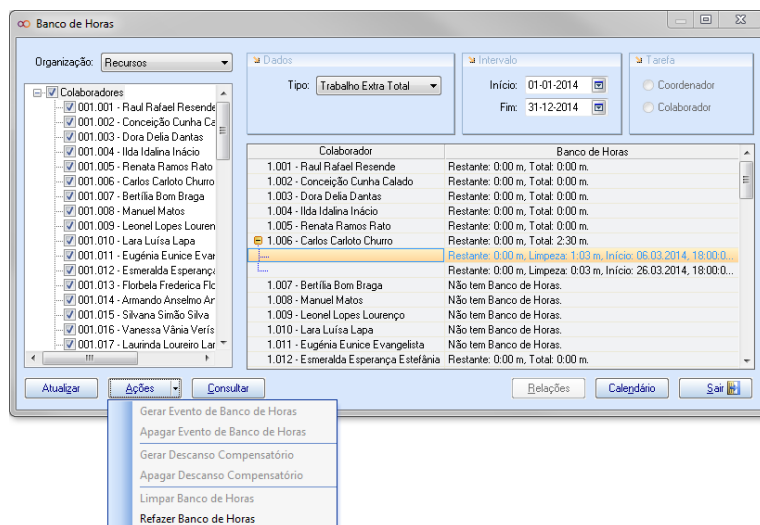 Banco de Horas
Organização: Recursos
Dados
Tipo: Trabalho Extra Total
Intervalo
Início: 01-01-2014
Fim: 31-12-2014
Tarefa
Coordenador
Colaborador
Colaboradores
001.001 - Raul Rafael Resende
001.002 - Conceição Cunha Ca
001.003 - Dora Delia Dantas
001.004 - Ilda Idalina Inácio
001.005 - Renata Ramos Rato
001.006 - Carlos Carloto Churro
001.007 - Bertília Bom Braga
001.008 - Manuel Matos
001.009 - Leonel Lopes Louren
001.010 - Lara Luísa Lapa
001.011 - Eugénia Eunice Evar
001.012 - Esmeralda Esperança
001.013 - Florbela Frederica Flc
001.014 - Armando Anselmo Ar
001.015 - Silvana Simão Silva
001.016 - Vanessa Vânia Verís
001.017 - Laurinda Loureiro Lar
Colaborador Banco de Horas
1.001 - Raul Rafael Resende Restante: 0:00 m, Total: 0:00 m.
1.002 - Conceição Cunha Calado Restante: 0:00 m, Total: 0:00 m.
1.003 - Dora Delia Dantas Restante: 0:00 m, Total: 0:00 m.
1.004 - Ilda Idalina Inácio Restante: 0:00 m, Total: 0:00 m.
1.005 - Renata Ramos Rato Restante: 0:00 m, Total: 0:00 m.
1.006 - Carlos Carloto Churro Restante: 0:00 m, Total: 2:30 m.
Restante: 0:00 m, Limpeza: 1:03 m, Início: 06.03.2014, 18:00:0...
Restante: 0:00 m, Limpeza: 0:03 m, Início: 26.03.2014, 18:00:0...
1.007 - Bertília Bom Braga Não tem Banco de Horas.
1.008 - Manuel Matos Não tem Banco de Horas.
1.009 - Leonel Lopes Lourenço Não tem Banco de Horas.
1.010 - Lara Luísa Lapa Não tem Banco de Horas.
1.011 - Eugénia Eunice Evangelista Não tem Banco de Horas.
1.012 - Esmeralda Esperança Estefânia Restante: 0:00 m, Total: 0:00 m.
Atualizar Ações Consultar Relações Calendário Sair
Gerar Evento de Banco de Horas
Apagar Evento de Banco de Horas
Gerar Descanso Compensatório
Apagar Descanso Compensatório
Limpar Banco de Horas
Refazer Banco de Horas